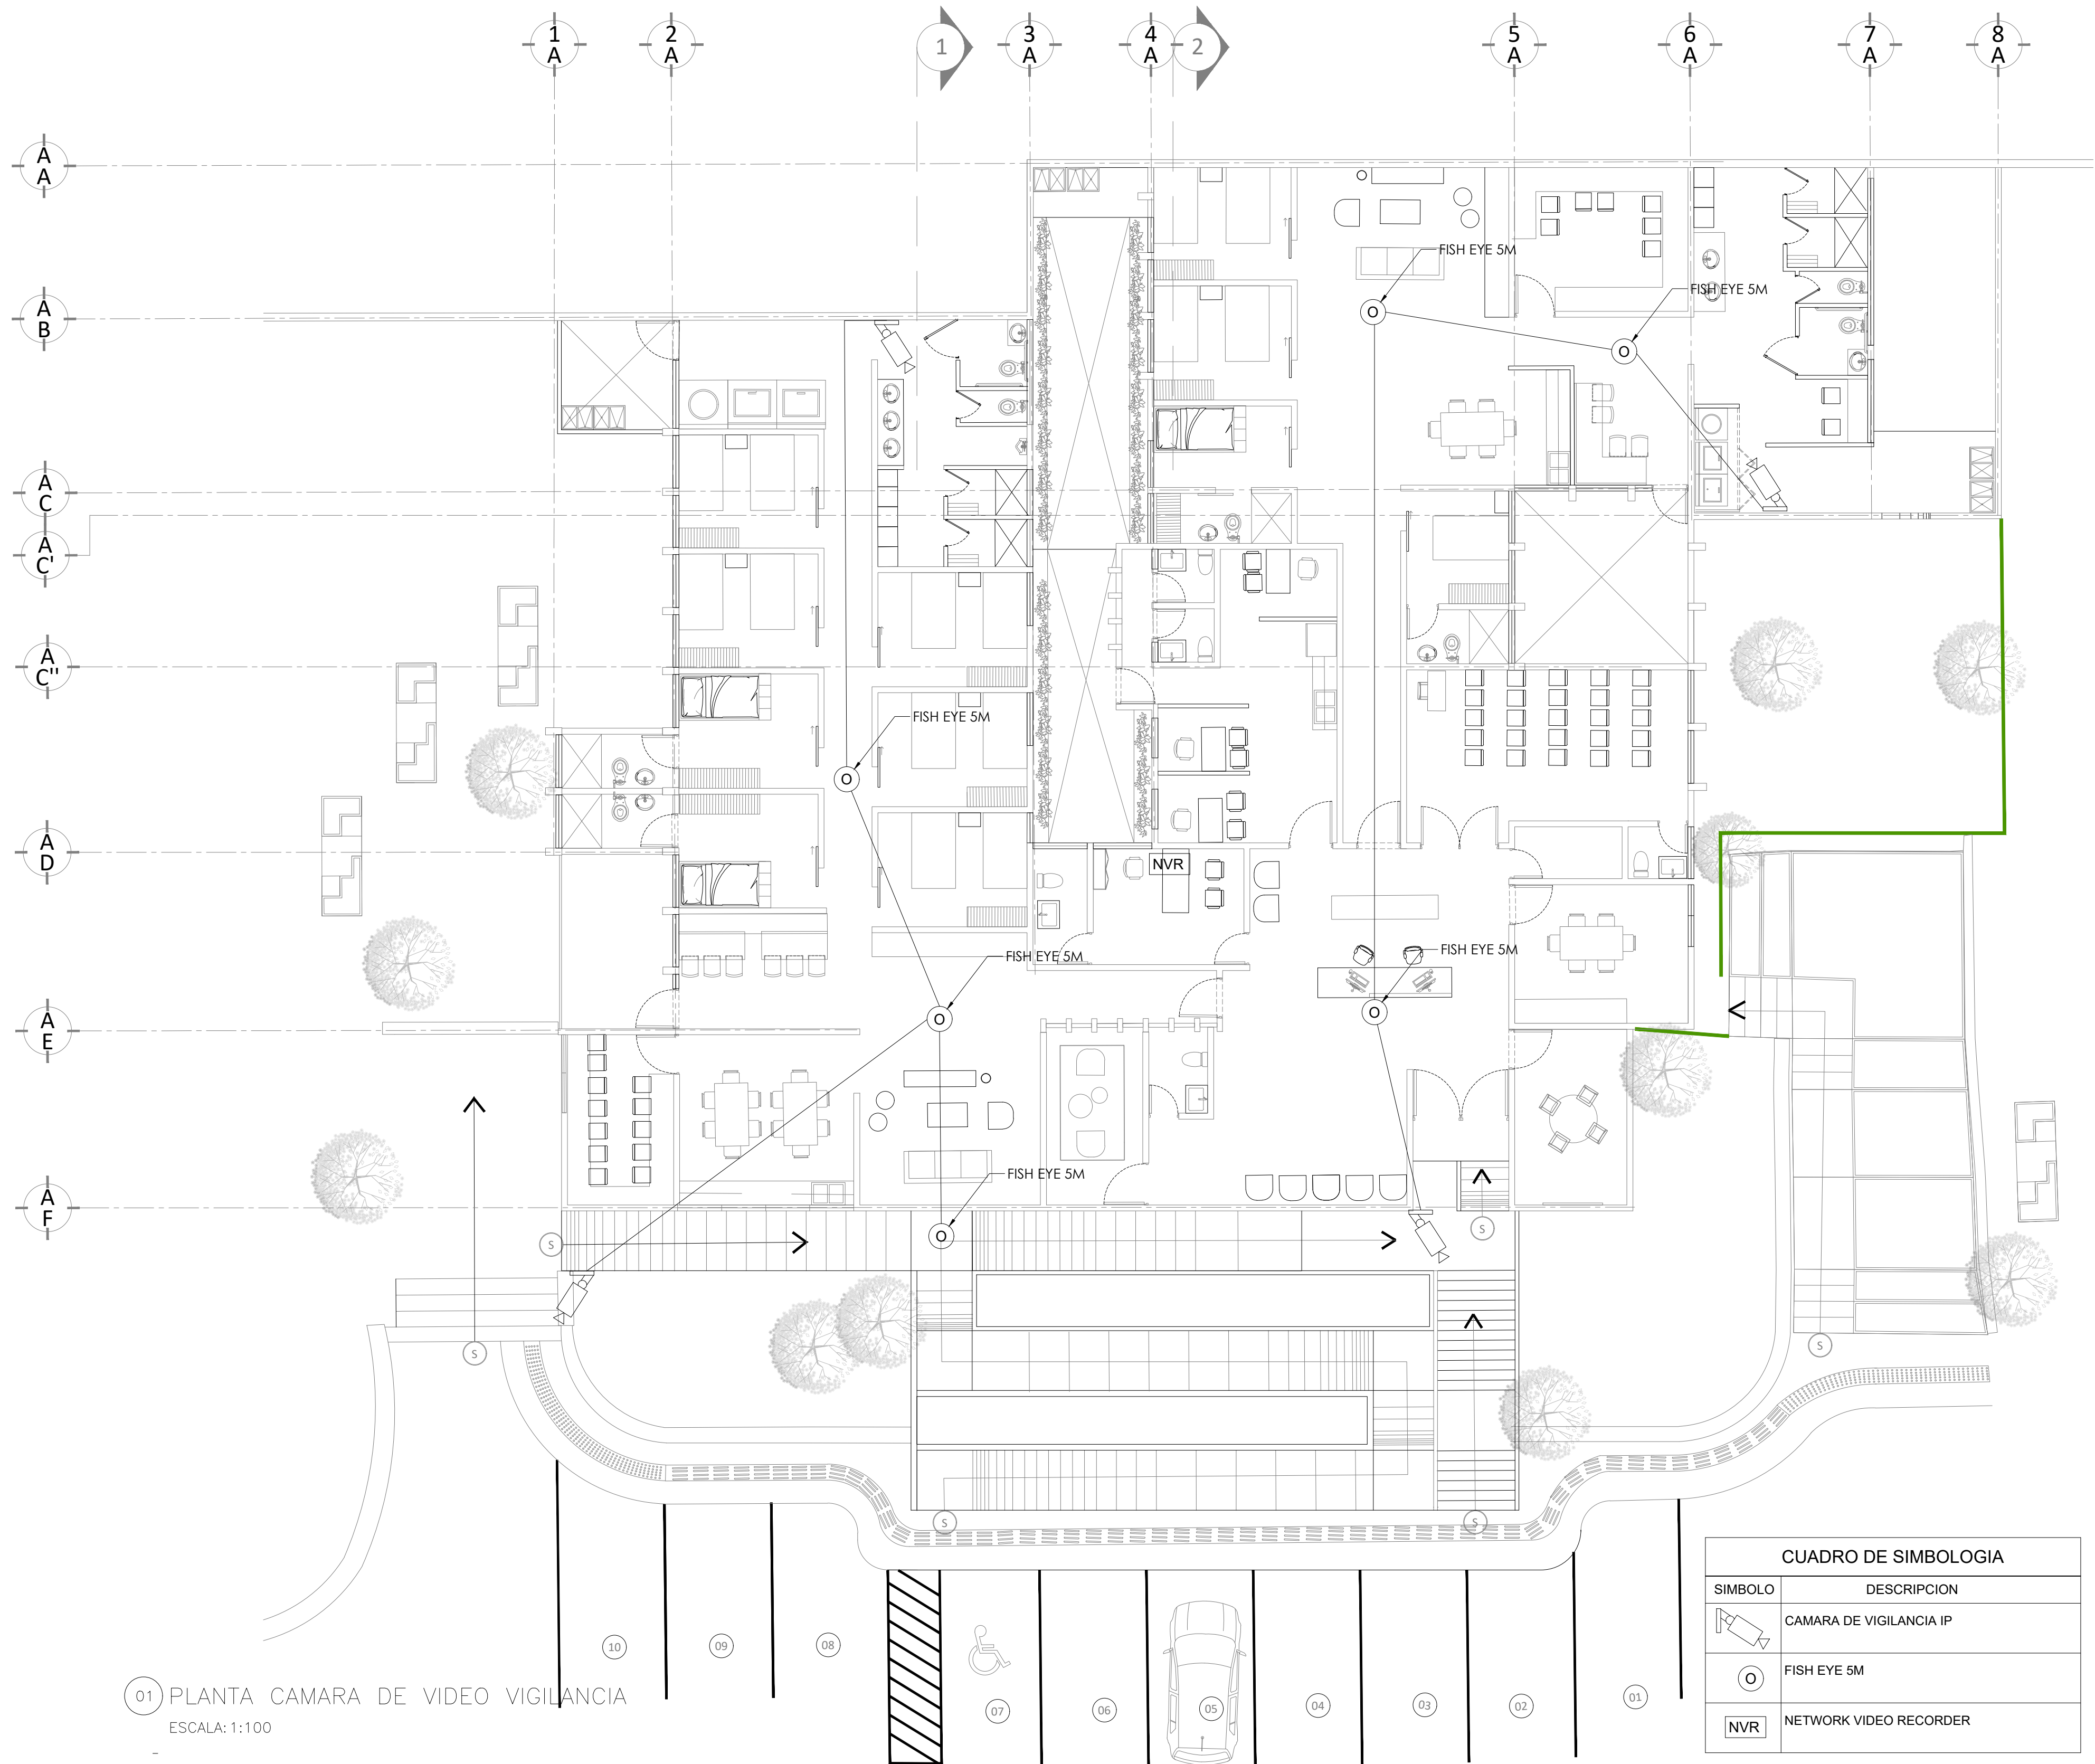 1
A
2
A
1
3
A
4
A
2
5
A
6
A
7
A
8
A
A
A
A
B
A
C
A
C'
A
C''
A
D
A
E
A
F
FISH EYE 5M
O
FISH EYE 5M
O
FISH EYE 5M
O
NVR
FISH EYE 5M
O
FISH EYE 5M
O
FISH EYE 5M
O
S
S
S
S
S
S
10
09
08
07
06
05
04
03
02
01
01 PLANTA CAMARA DE VIDEO VIGILANCIA
ESCALA: 1:100
CUADRO DE SIMBOLOGIA
SIMBOLO DESCRIPCION
CAMARA DE VIGILANCIA IP
O FISH EYE 5M
NVR NETWORK VIDEO RECORDER